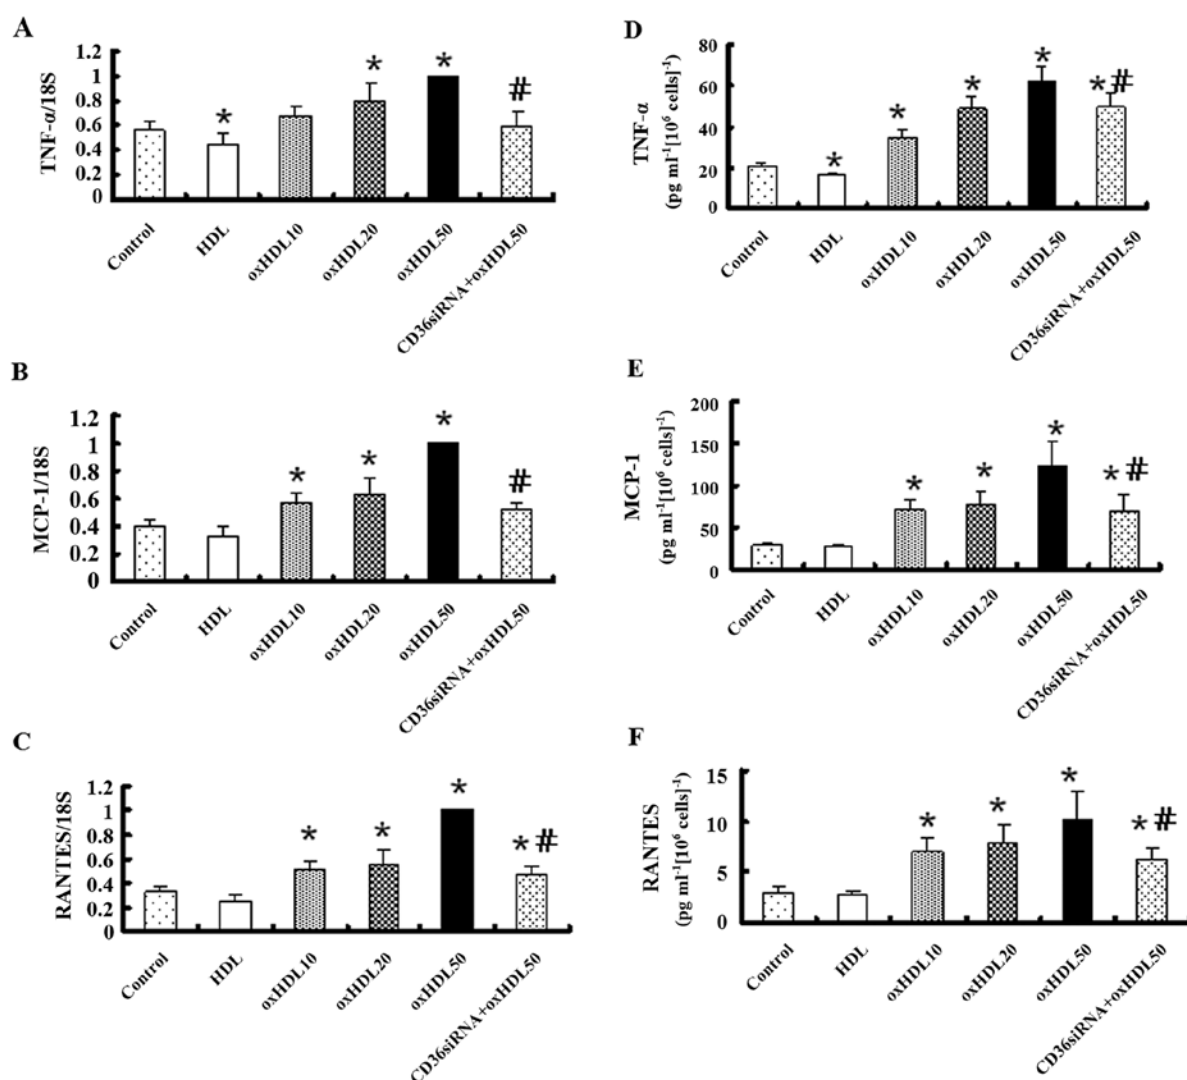 A
TNF-α/18S
1.2
1
0.8
0.6
0.4
0.2
0
*
*
*
#
Control
HDL
oxHDL10
oxHDL20
oxHDL50
CD36siRNA+oxHDL50
D
TNF-α
(pg ml⁻¹[10⁶ cells]⁻¹)
80
60
40
20
0
*
*
*
*
*#
Control
HDL
oxHDL10
oxHDL20
oxHDL50
CD36siRNA+oxHDL50
B
MCP-1/18S
1.2
1
0.8
0.6
0.4
0.2
0
*
*
*
#
Control
HDL
oxHDL10
oxHDL20
oxHDL50
CD36siRNA+oxHDL50
E
MCP-1
(pg ml⁻¹[10⁶ cells]⁻¹)
200
150
100
50
0
*
*
*
*#
Control
HDL
oxHDL10
oxHDL20
oxHDL50
CD36siRNA+oxHDL50
C
RANTES/18S
1.2
1
0.8
0.6
0.4
0.2
0
*
*
*
*#
Control
HDL
oxHDL10
oxHDL20
oxHDL50
CD36siRNA+oxHDL50
F
RANTES
(pg ml⁻¹[10⁶ cells]⁻¹)
15
10
5
0
*
*
*
*#
Control
HDL
oxHDL10
oxHDL20
oxHDL50
CD36siRNA+oxHDL50